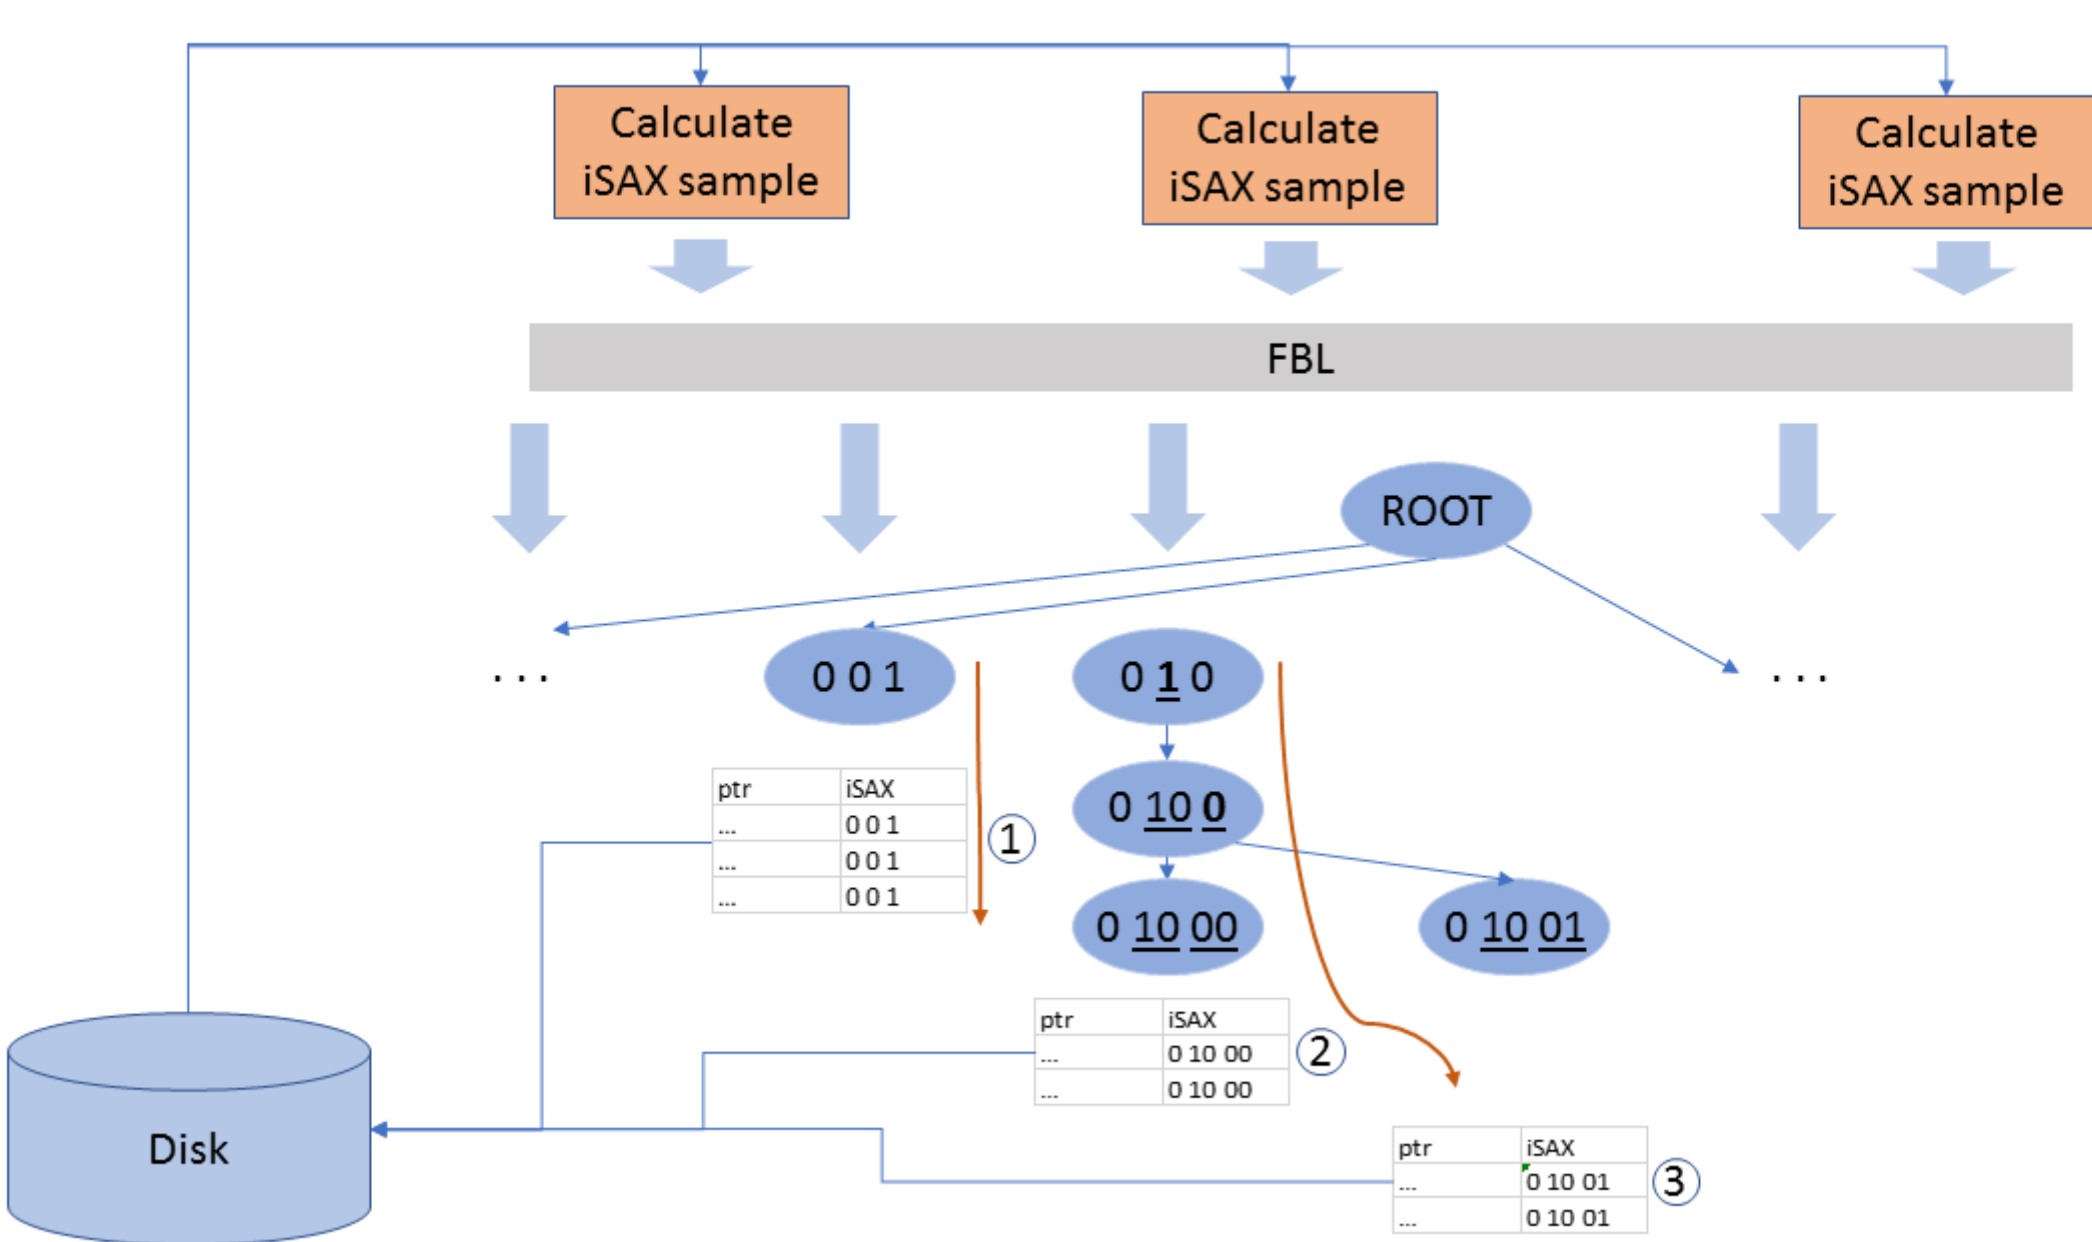 Calculate
iSAX sample
Calculate
iSAX sample
Calculate
iSAX sample
FBL
ROOT
...
0 0 1
0 1 0
...
ptr iSAX
... 0 0 1
... 0 0 1
... 0 0 1
1
0 10 0
0 10 00
0 10 01
ptr iSAX
... 0 10 00
... 0 10 00
2
Disk
ptr iSAX
... 0 10 01
... 0 10 01
3